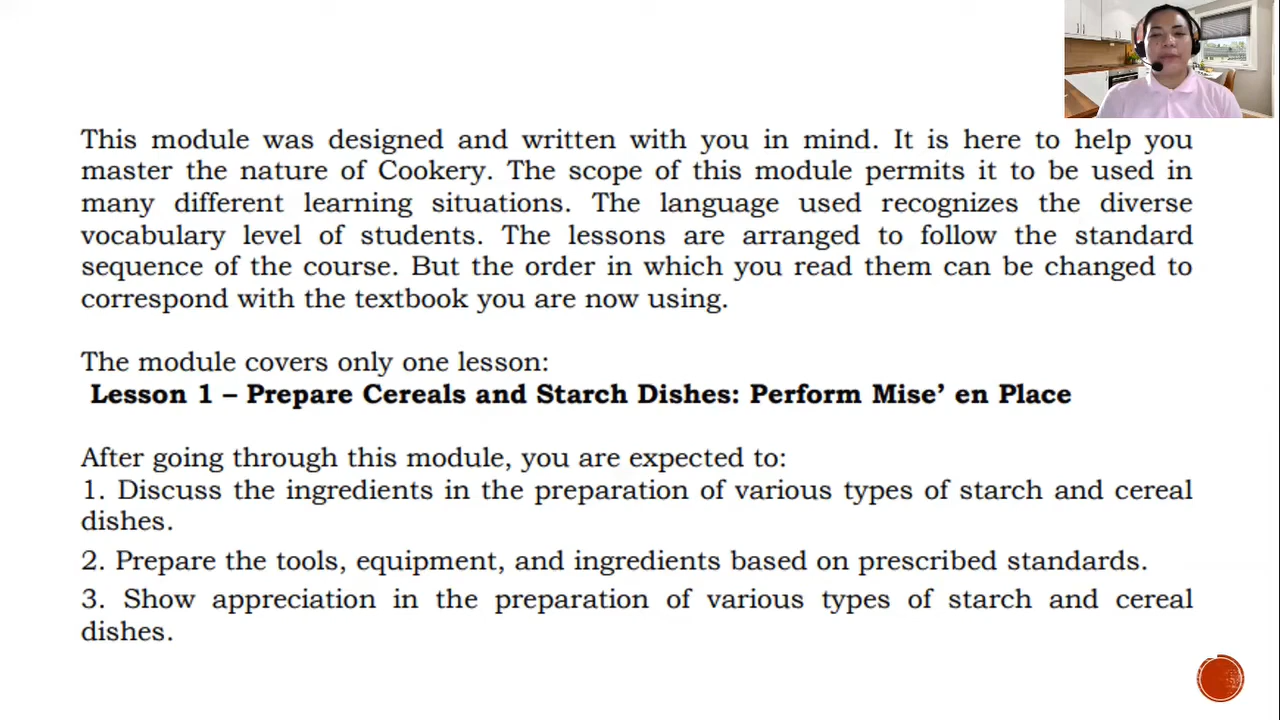 This module was designed and written with you in mind. It is here to help you
master the nature of Cookery. The scope of this module permits it to be used in
many different learning situations. The language used recognizes the diverse
vocabulary level of students. The lessons are arranged to follow the standard
sequence of the course. But the order in which you read them can be changed to
correspond with the textbook you are now using.
The module covers only one lesson:
Lesson 1 – Prepare Cereals and Starch Dishes: Perform Mise’ en Place
After going through this module, you are expected to:
1. Discuss the ingredients in the preparation of various types of starch and cereal
dishes.
2. Prepare the tools, equipment, and ingredients based on prescribed standards.
3. Show appreciation in the preparation of various types of starch and cereal
dishes.